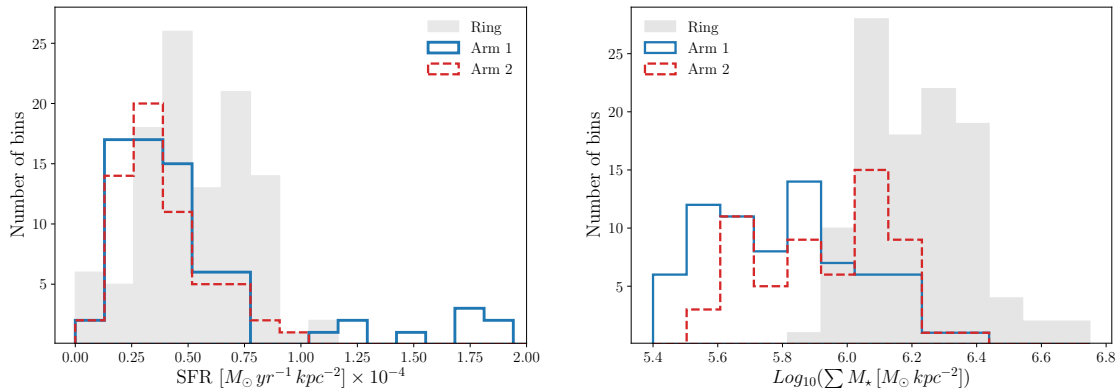 Number of bins
25
20
15
10
5
Ring
Arm 1
Arm 2
0.00 0.25 0.50 0.75 1.00 1.25 1.50 1.75 2.00
SFR [M⊙ yr⁻¹ kpc⁻²] × 10⁻⁴
Number of bins
25
20
15
10
5
Ring
Arm 1
Arm 2
5.4 5.6 5.8 6.0 6.2 6.4 6.6 6.8
Log₁₀(∑ M⋆ [M⊙ kpc⁻²])